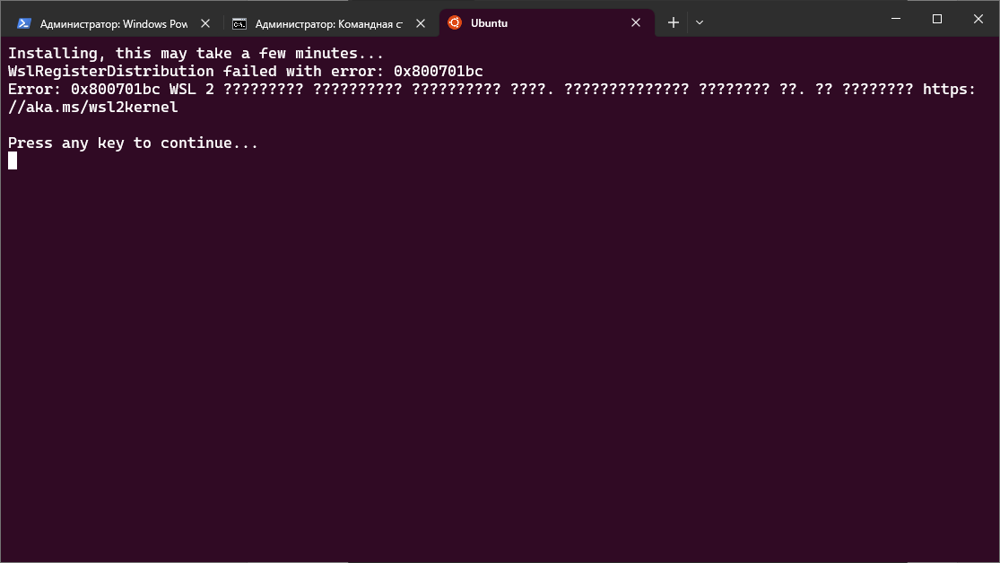 Администратор: Windows Pow
Администратор: Командная ст
Ubuntu
Installing, this may take a few minutes...
WslRegisterDistribution failed with error: 0x800701bc
Error: 0x800701bc WSL 2 ????????? ?????????? ?????????? ????. ?????????????? ???????? ??. ?? ???????? https:
//aka.ms/wsl2kernel
Press any key to continue...